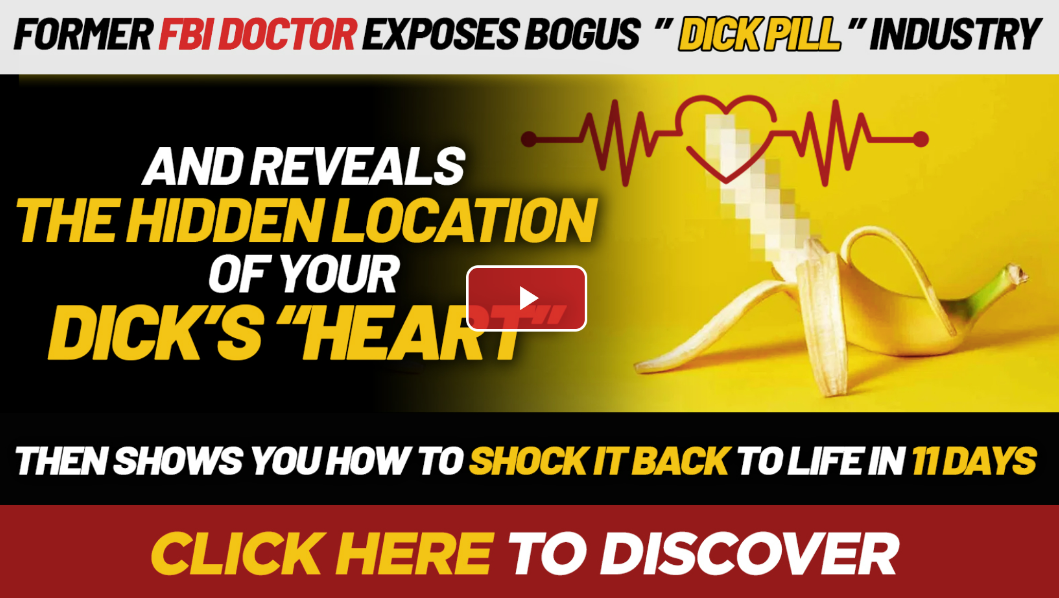 FORMER FBI DOCTOR EXPOSES BOGUS " DICK PILL " INDUSTRY
AND REVEALS
THE HIDDEN LOCATION
OF YOUR
DICK'S "HEART"
THEN SHOWS YOU HOW TO SHOCK IT BACK TO LIFE IN 11 DAYS
CLICK HERE TO DISCOVER